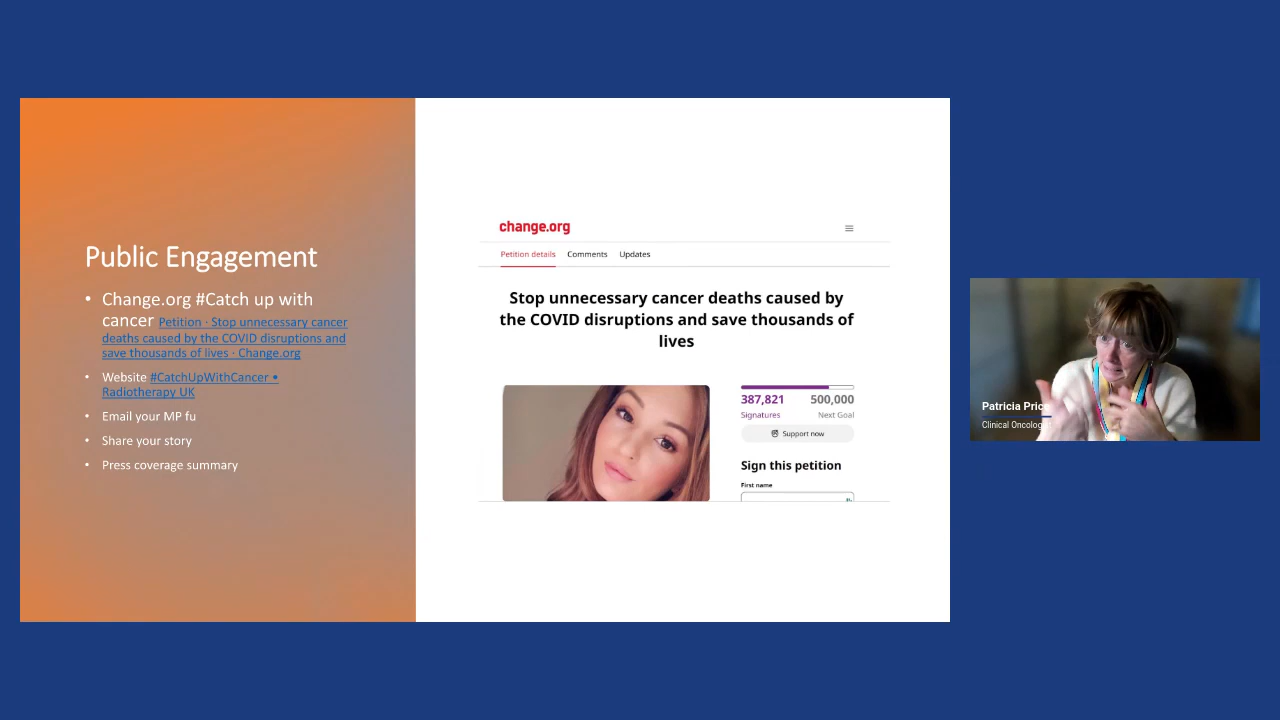 Public Engagement
• Change.org #Catch up with
cancer Petition · Stop unnecessary cancer
deaths caused by the COVID disruptions and
save thousands of lives · Change.org
• Website #CatchUpWithCancer •
Radiotherapy UK
• Email your MP fu
• Share your story
• Press coverage summary
change.org
Petition details Comments Updates
Stop unnecessary cancer deaths caused by
the COVID disruptions and save thousands of
lives
387,821 500,000
Signatures Next Goal
Support now
Sign this petition
First name
Patricia Price
Clinical Oncologist